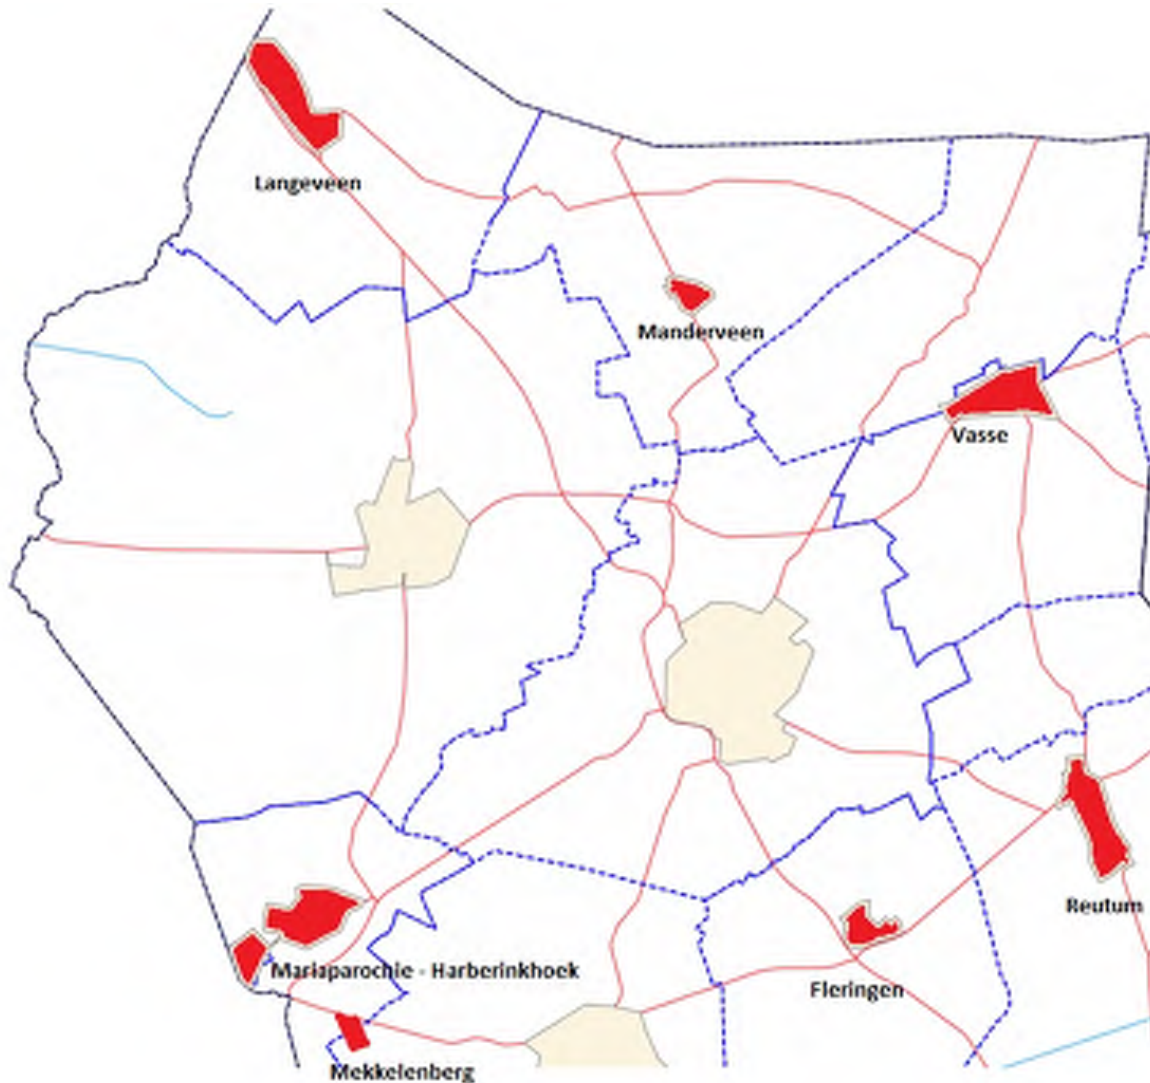 Langeveen
Manderveen
Vasse
Reutum
Mariaparochie - Harberinkhoek
Fleringen
Mekkelenberg